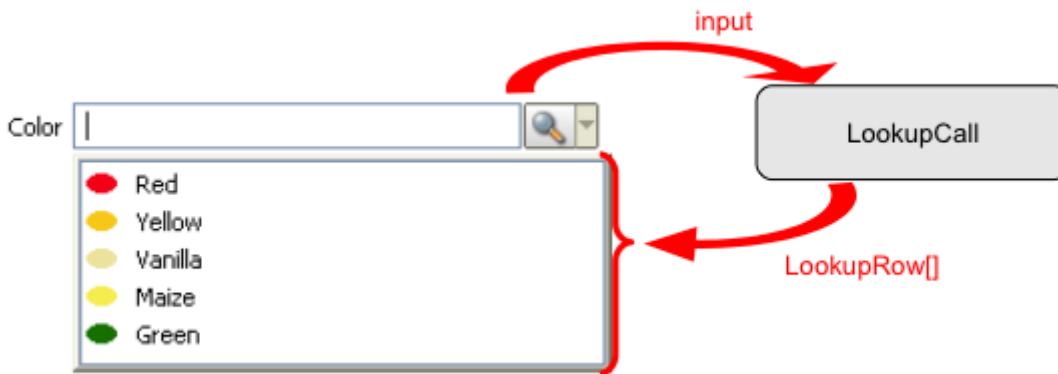 input
Color
LookupCall
Red
Yellow
Vanilla
Maize
Green
LookupRow[]